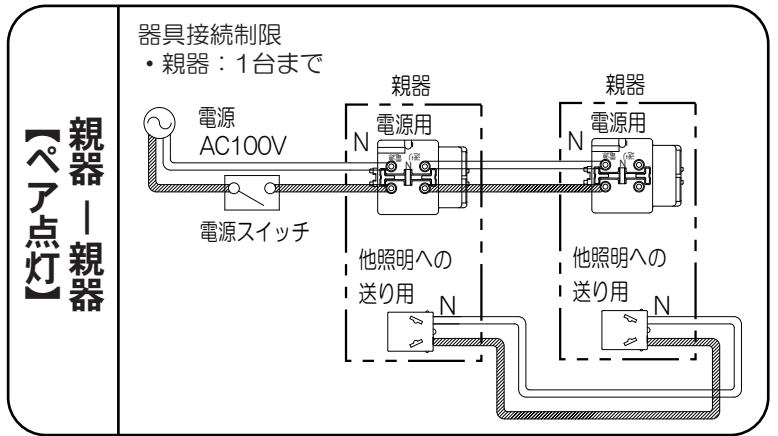 親器 ― 親器
【ペア点灯】
器具接続制限
・親器：1台まで
電源
AC100V
電源スイッチ
親器
電源用
N
他照明への
送り用
N
親器
電源用
N
他照明への
送り用
N